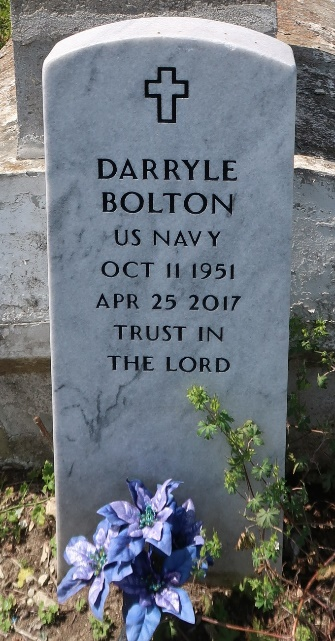 DARRYLE
BOLTON
US NAVY
OCT 11 1951
APR 25 2017
TRUST IN
THE LORD